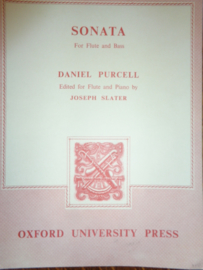 SONATA
For Flute and Bass
DANIEL PURCELL
Edited for Flute and Piano by
JOSEPH SLATER
OXFORD UNIVERSITY PRESS